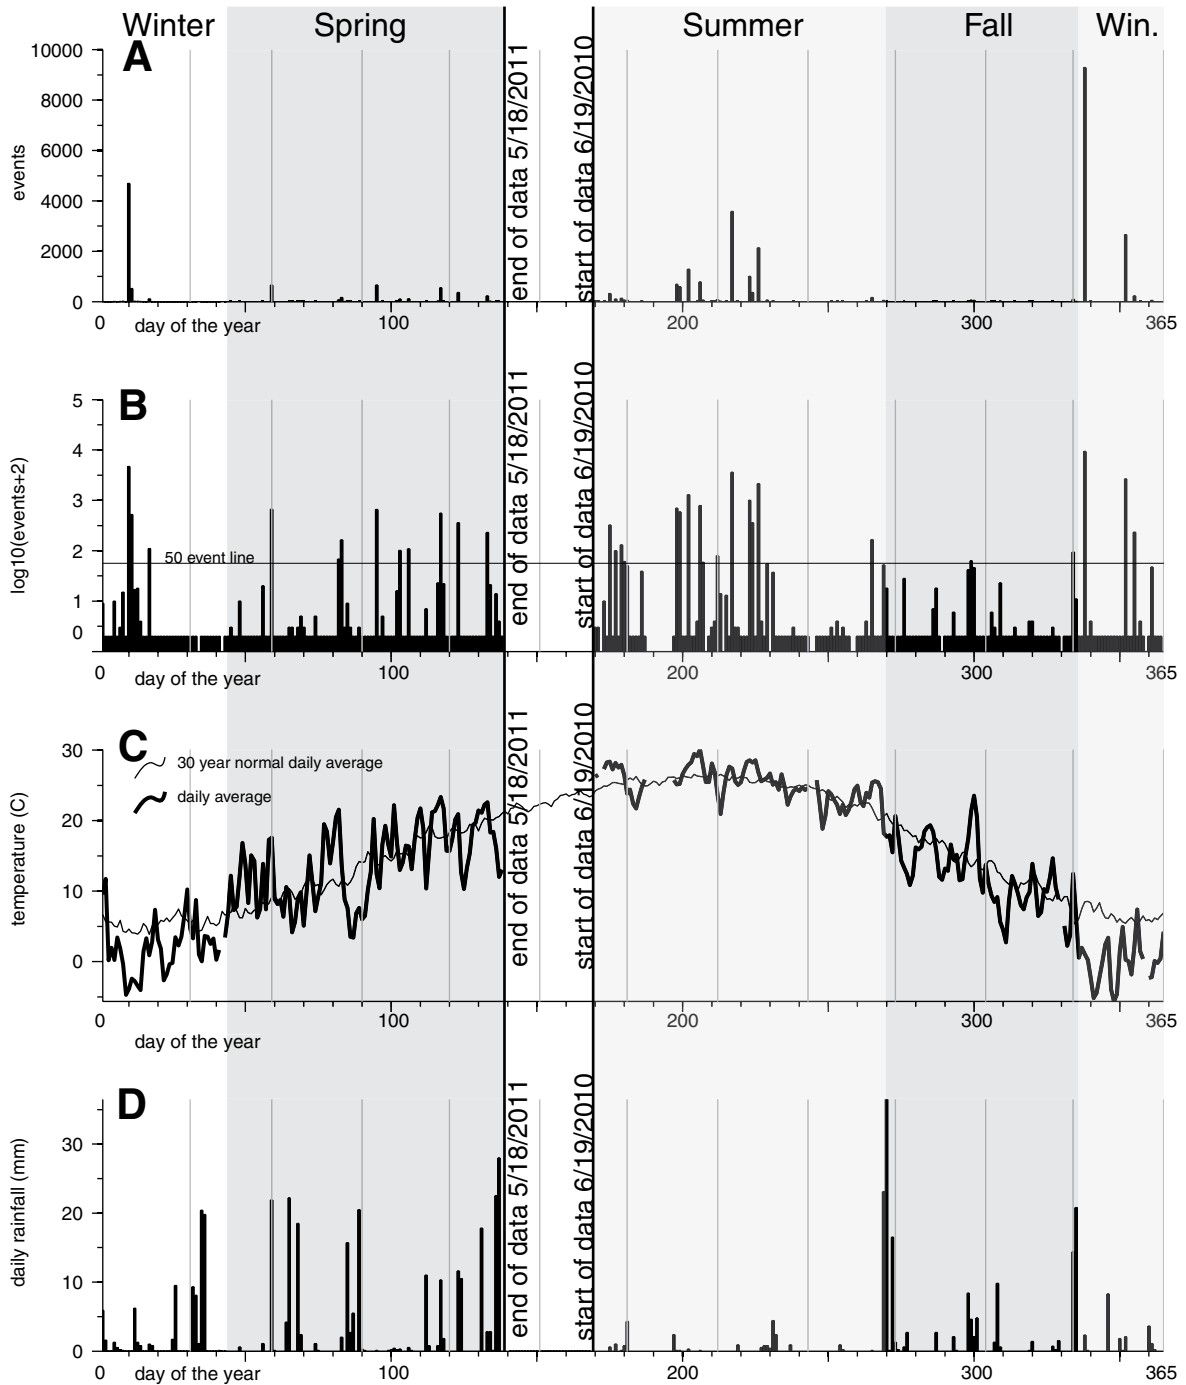 Winter Spring Summer Fall Win.
A
10000
8000
6000
4000
2000
0
events
end of data 5/18/2011
start of data 6/19/2010
0 100 200 300 365
day of the year
B
5
4
3
2
1
0
log10(events+2)
50 event line
end of data 5/18/2011
start of data 6/19/2010
0 100 200 300 365
day of the year
C
30
20
10
0
temperature (C)
30 year normal daily average
daily average
end of data 5/18/2011
start of data 6/19/2010
0 100 200 300 365
day of the year
D
30
20
10
0
daily rainfall (mm)
end of data 5/18/2011
start of data 6/19/2010
0 100 200 300 365
day of the year